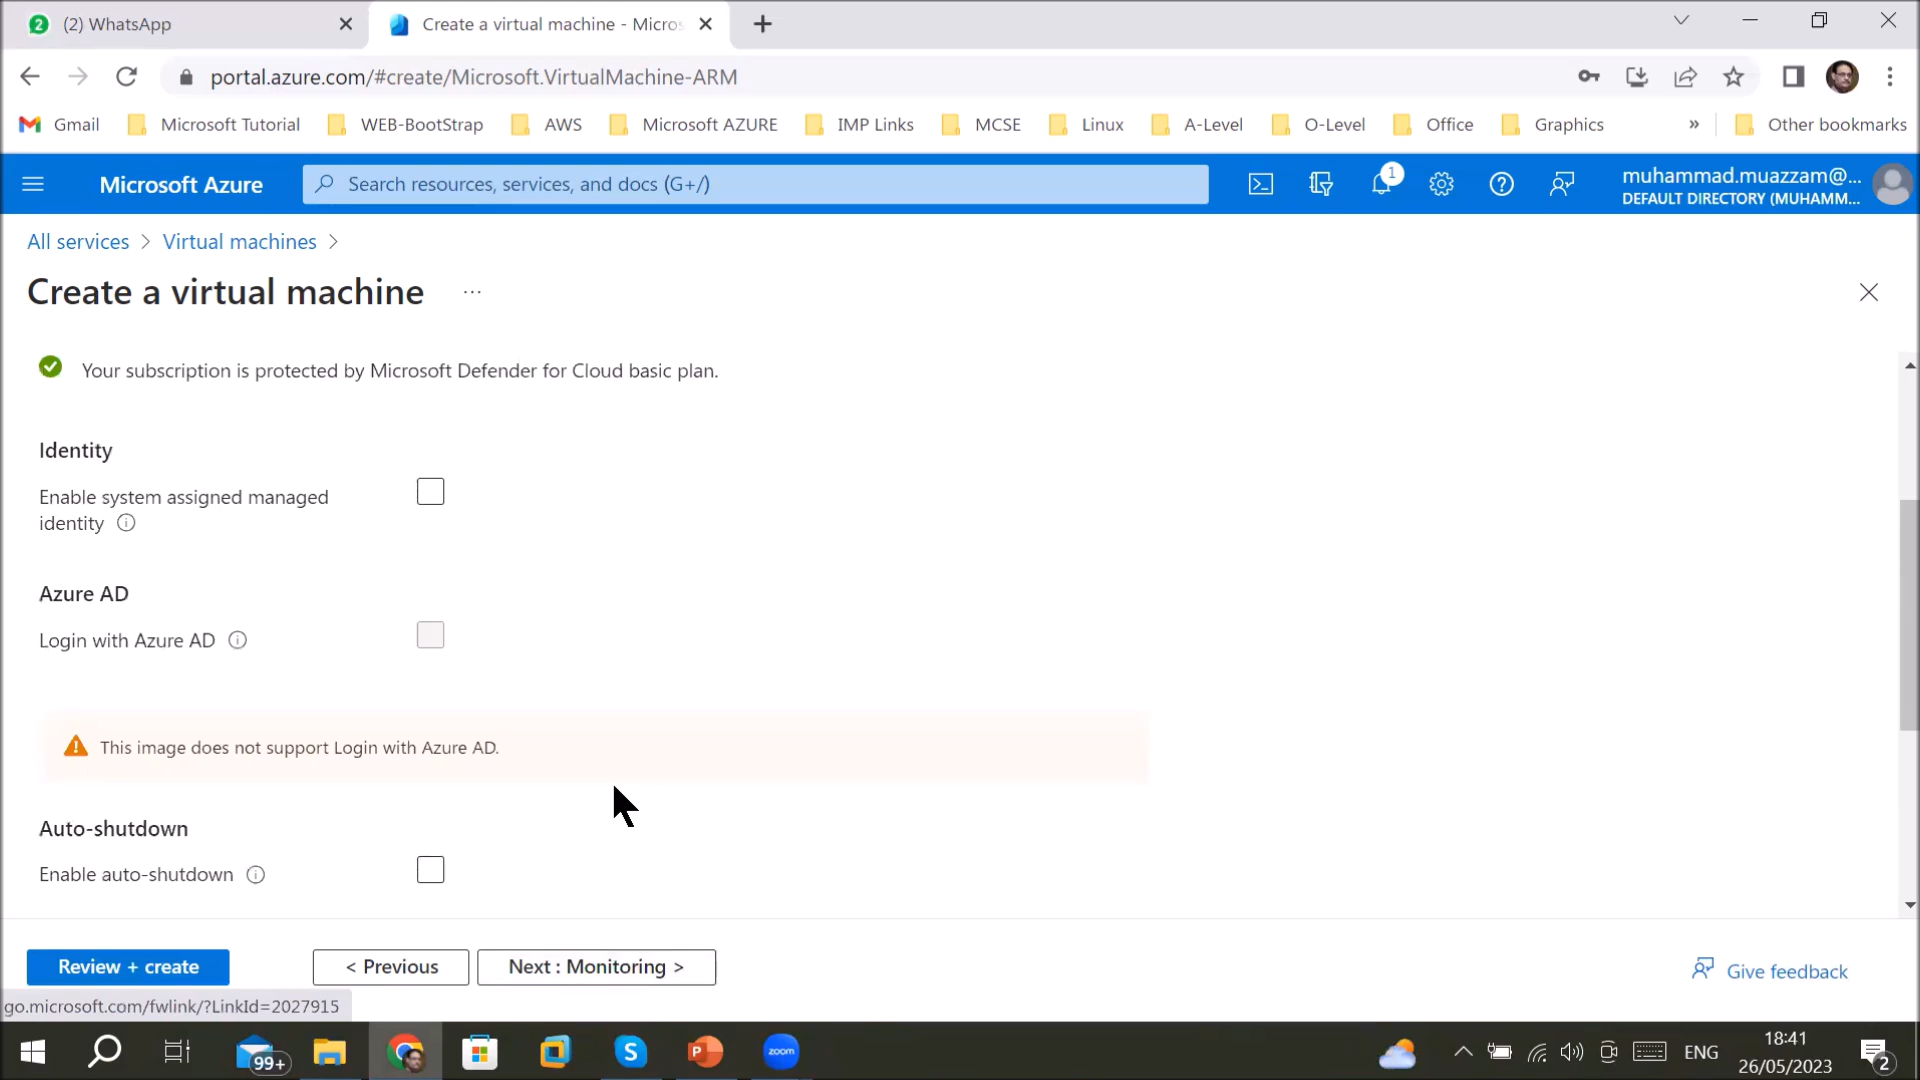 2
(2) WhatsApp
Create a virtual machine - Micros
portal.azure.com/#create/Microsoft.VirtualMachine-ARM
Gmail
Microsoft Tutorial
WEB-BootStrap
AWS
Microsoft AZURE
IMP Links
MCSE
Linux
A-Level
O-Level
Office
Graphics
»
Other bookmarks
Microsoft Azure
Search resources, services, and docs (G+/)
1
muhammad.muazzam@...
DEFAULT DIRECTORY (MUHAMM...
All services > Virtual machines >
Create a virtual machine ...
Your subscription is protected by Microsoft Defender for Cloud basic plan.
Identity
Enable system assigned managed
identity
Azure AD
Login with Azure AD
This image does not support Login with Azure AD.
Auto-shutdown
Enable auto-shutdown
Review + create
< Previous
Next : Monitoring >
Give feedback
go.microsoft.com/fwlink/?LinkId=2027915
99+
S
P
zoom
ENG
18:41
26/05/2023
2